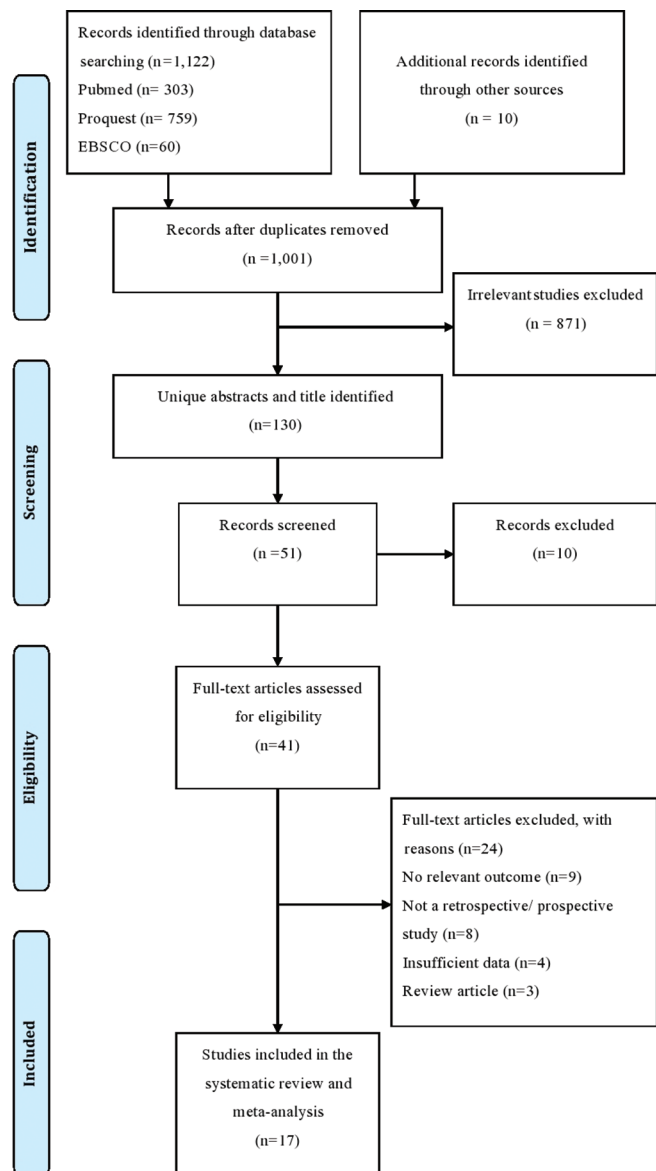 Records identified through database
searching (n=1,122)
Pubmed (n= 303)
Proquest (n= 759)
EBSCO (n=60)
Additional records identified
through other sources
(n = 10)
Identification
Records after duplicates removed
(n =1,001)
Irrelevant studies excluded
(n = 871)
Unique abstracts and title identified
(n=130)
Screening
Records screened
(n =51)
Records excluded
(n=10)
Full-text articles assessed
for eligibility
(n=41)
Eligibility
Full-text articles excluded, with
reasons (n=24)
No relevant outcome (n=9)
Not a retrospective/ prospective
study (n=8)
Insufficient data (n=4)
Review article (n=3)
Included
Studies included in the
systematic review and
meta-analysis
(n=17)